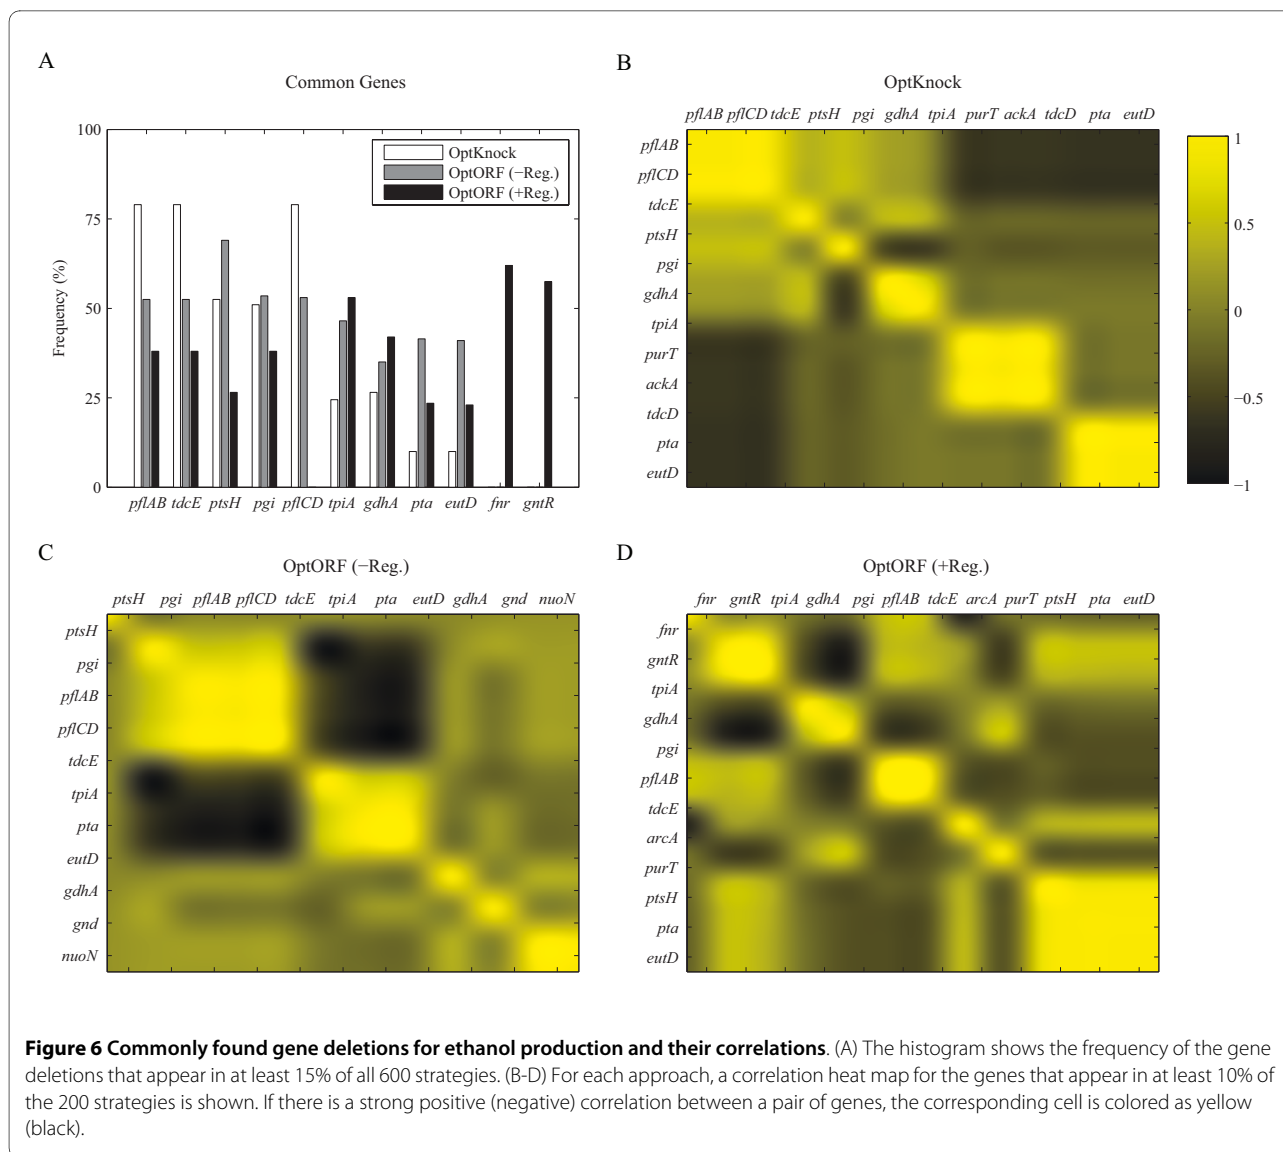 A
Common Genes
100
75
50
25
0
Frequency (%)
OptKnock
OptORF (−Reg.)
OptORF (+Reg.)
pflAB tdcE ptsH pgi pflCD tpiA gdhA pta eutD fnr gntR
B
OptKnock
pflAB pflCD tdcE ptsH pgi gdhA tpiA purT ackA tdcD pta eutD
pflAB
pflCD
tdcE
ptsH
pgi
gdhA
tpiA
purT
ackA
tdcD
pta
eutD
1
0.5
0
−0.5
−1
C
OptORF (−Reg.)
ptsH pgi pflAB pflCD tdcE tpiA pta eutD gdhA gnd nuoN
ptsH
pgi
pflAB
pflCD
tdcE
tpiA
pta
eutD
gdhA
gnd
nuoN
D
OptORF (+Reg.)
fnr gntR tpiA gdhA pgi pflAB tdcE arcA purT ptsH pta eutD
fnr
gntR
tpiA
gdhA
pgi
pflAB
tdcE
arcA
purT
ptsH
pta
eutD
Figure 6 Commonly found gene deletions for ethanol production and their correlations. (A) The histogram shows the frequency of the gene
deletions that appear in at least 15% of all 600 strategies. (B-D) For each approach, a correlation heat map for the genes that appear in at least 10% of
the 200 strategies is shown. If there is a strong positive (negative) correlation between a pair of genes, the corresponding cell is colored as yellow
(black).